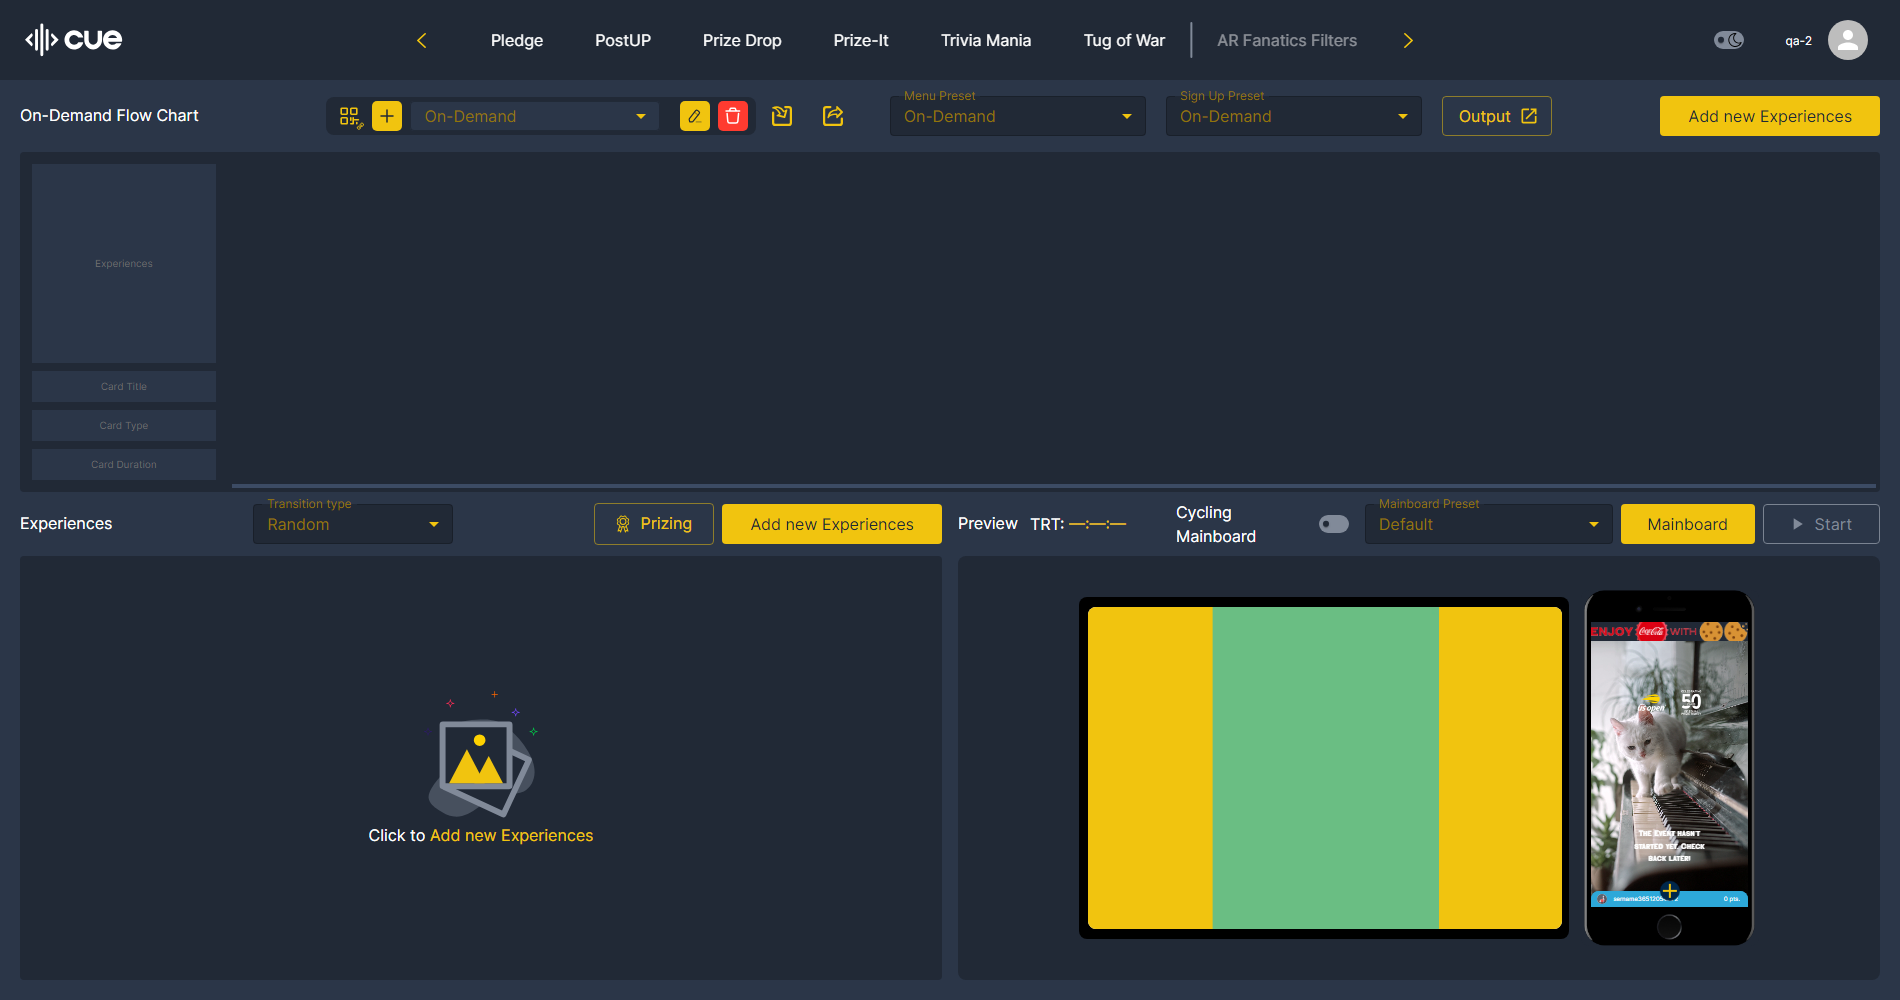 cue
Pledge
PostUP
Prize Drop
Prize-It
Trivia Mania
Tug of War
AR Fanatics Filters
qa-2
On-Demand Flow Chart
On-Demand
Menu Preset
On-Demand
Sign Up Preset
On-Demand
Output
Add new Experiences
Experiences
Card Title
Card Type
Card Duration
Experiences
Transition type
Random
Prizing
Add new Experiences
Preview
TRT: —:—:—
Cycling
Mainboard
Mainboard Preset
Default
Mainboard
Start
Click to Add new Experiences
ENJOY Coca-Cola WITH
us open
50
The Event hasn't
started yet. Check
back later!
0 pts.